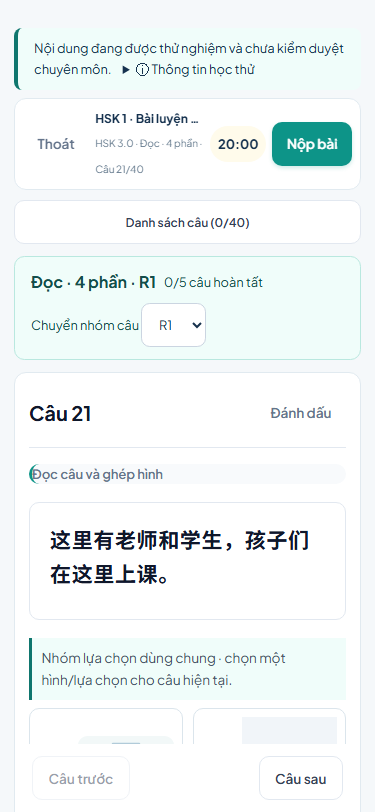 Nội dung đang được thử nghiệm và chưa kiểm duyệt
chuyên môn. ▶ ⓘ Thông tin học thử
Thoát
HSK 1 · Bài luyện ...
HSK 3.0 · Đọc · 4 phần ·
Câu 21/40
20:00
Nộp bài
Danh sách câu (0/40)
Đọc · 4 phần · R1 0/5 câu hoàn tất
Chuyển nhóm câu R1
Câu 21
Đánh dấu
Đọc câu và ghép hình
这里有老师和学生，孩子们
在这里上课。
Nhóm lựa chọn dùng chung · chọn một
hình/lựa chọn cho câu hiện tại.
Câu trước
Câu sau